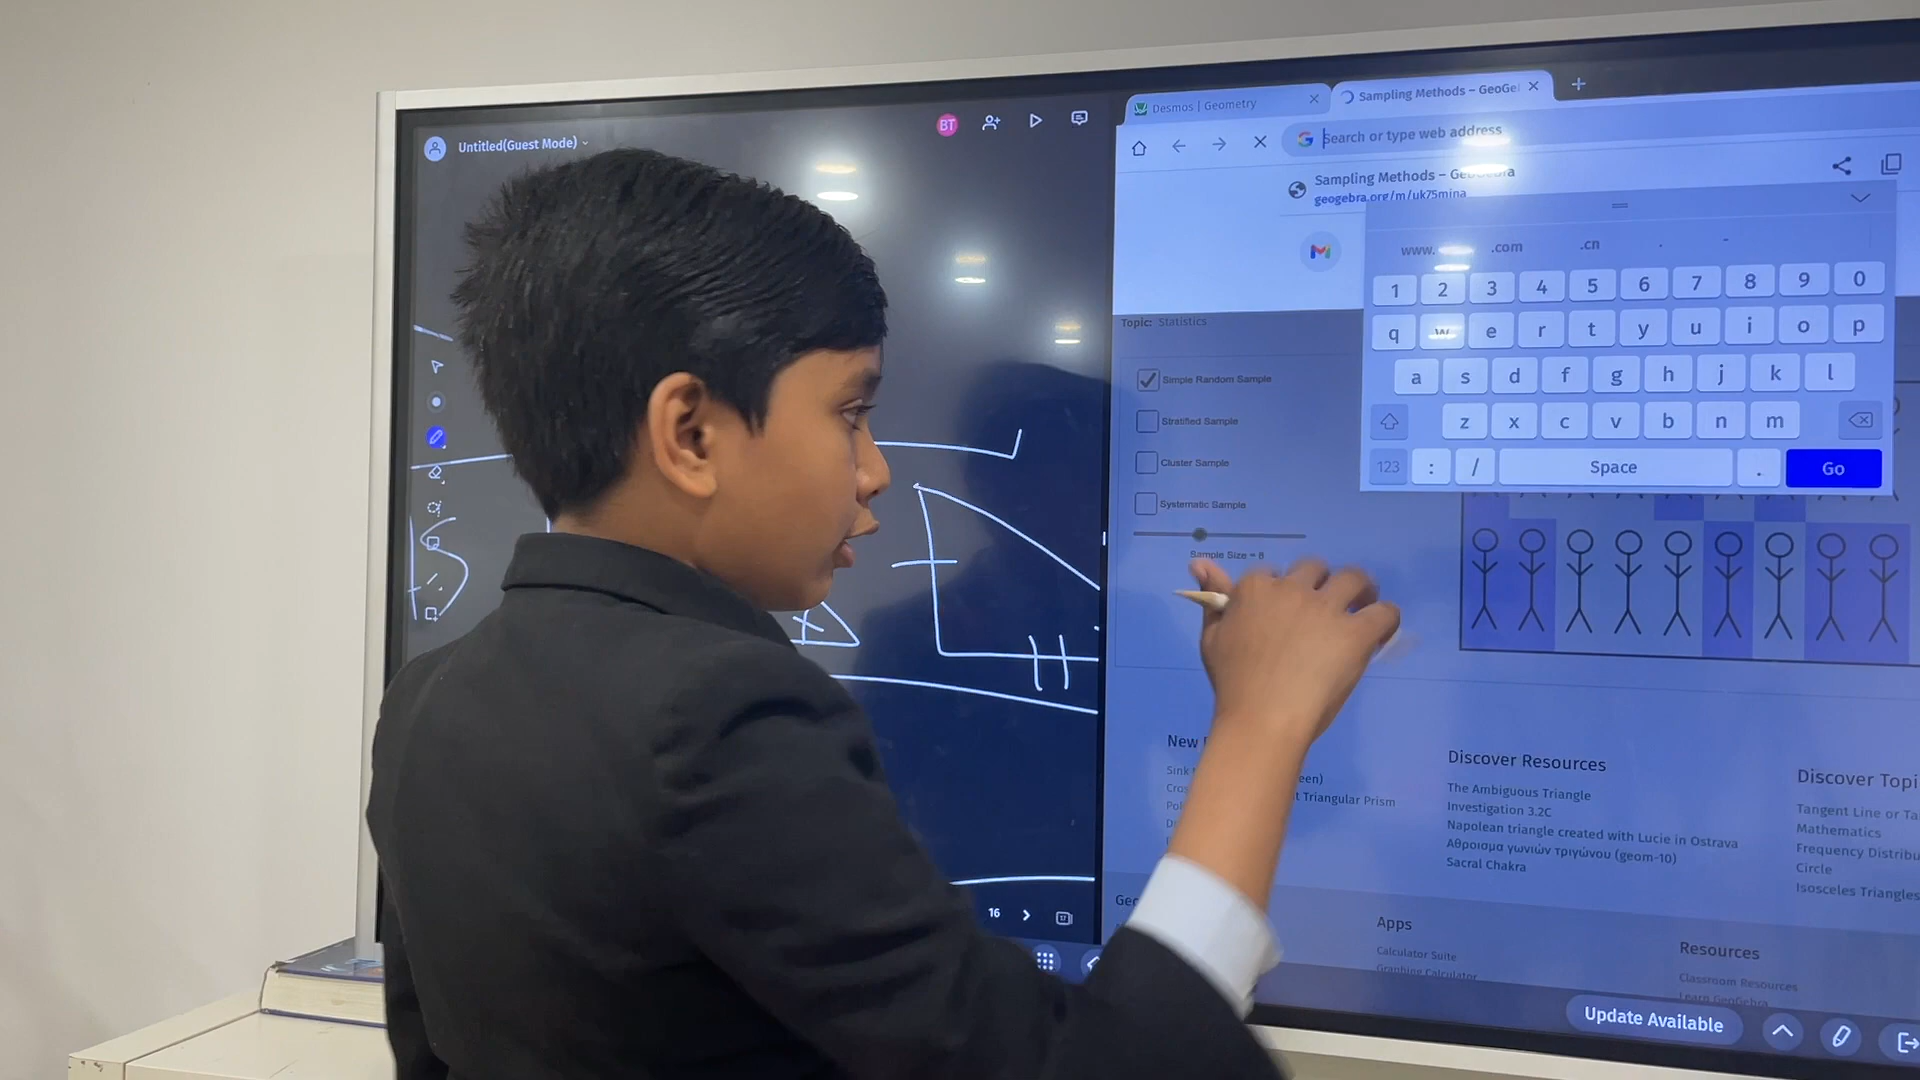 Untitled(Guest Mode)
BT
Desmos | Geometry
Sampling Methods – GeoGe
Search or type web address
Sampling Methods –
geogebra.org/m/uk75mina
www. .com .cn . -
1 2 3 4 5 6 7 8 9 0
q w e r t y u i o p
a s d f g h j k l
z x c v b n m
123 : / Space . Go
Topic: Statistics
Simple Random Sample
Stratified Sample
Cluster Sample
Systematic Sample
Sample Size = 8
New
Sink
een)
t Triangular Prism
Discover Resources
The Ambiguous Triangle
Investigation 3.2C
Napolean triangle created with Lucie in Ostrava
Αθροισμα γωνιών τριγώνου (geom-10)
Sacral Chakra
Discover Topi
Tangent Line or Ta
Mathematics
Frequency Distribu
Circle
Isosceles Triangles
Apps
Calculator Suite
Graphing Calculator
Resources
Classroom Resources
Learn GeoGebra
16
17
Update Available